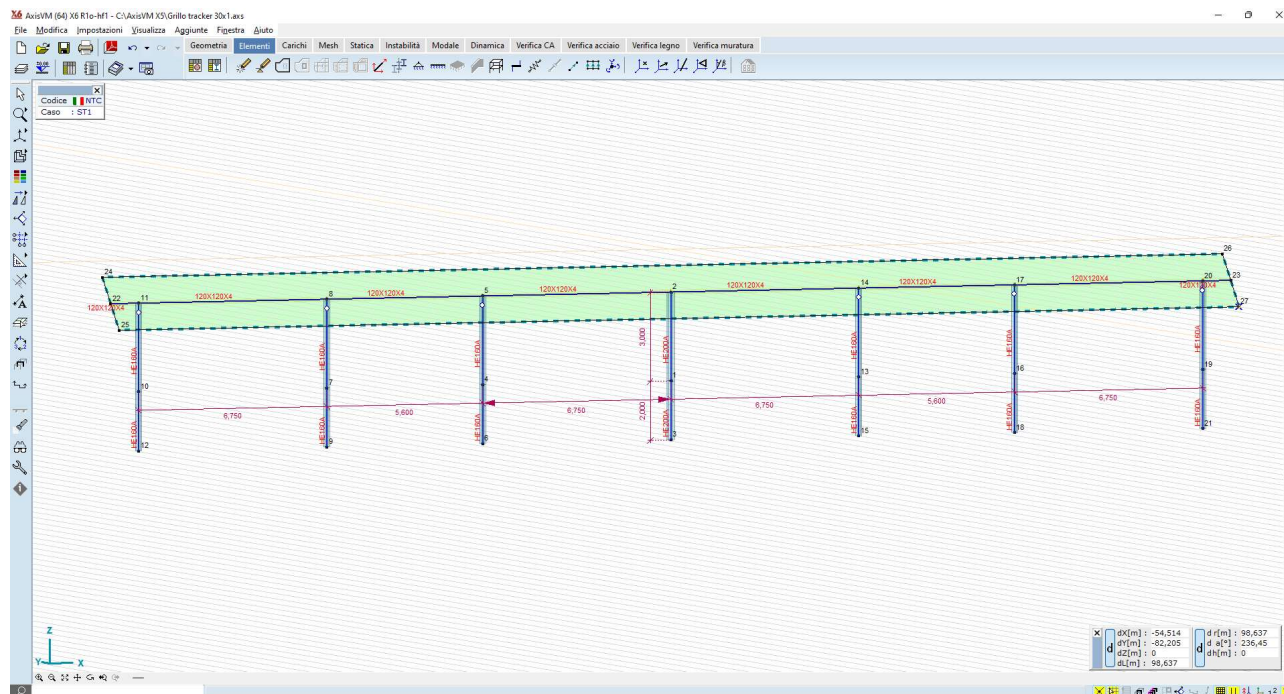 AxisVM (64) X6 R1o-hf1 - C:\AxisVM X5\Grillo tracker 30x1.axs
File Modifica Impostazioni Visualizza Aggiunte Finestra Aiuto
Geometria Elementi Carichi Mesh Statica Instabilità Modale Dinamica Verifica CA Verifica acciaio Verifica legno Verifica muratura
Codice NTC
Caso : ST1
26
24
20 23
17
14
2
5
8
22 11
120X120X4 120X120X4 120X120X4 120X120X4 120X120X4 120X120X4
120X120X4 120X120X4
27
25
HE160A HE160A HE160A HE200A HE160A HE160A HE160A
3,000
10 7 4 1 13 16 19
6,750 5,600 6,750 6,750 5,600 6,750
2,000
HE160A HE160A HE160A HE200A HE160A HE160A HE160A
12 9 6 3 15 18 21
Z
Y X
dX[m] : -54,514
dY[m] : -82,205
dZ[m] : 0
dL[m] : 98,637
d
d r[m] : 98,637
d a[°] : 236,45
dh[m] : 0
d